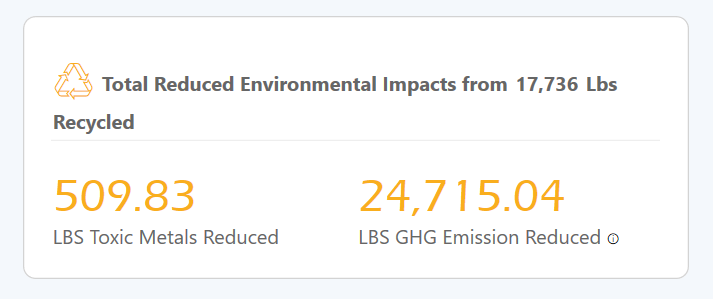 Total Reduced Environmental Impacts from 17,736 Lbs
Recycled
509.83
24,715.04
LBS Toxic Metals Reduced
LBS GHG Emission Reduced ⓘ